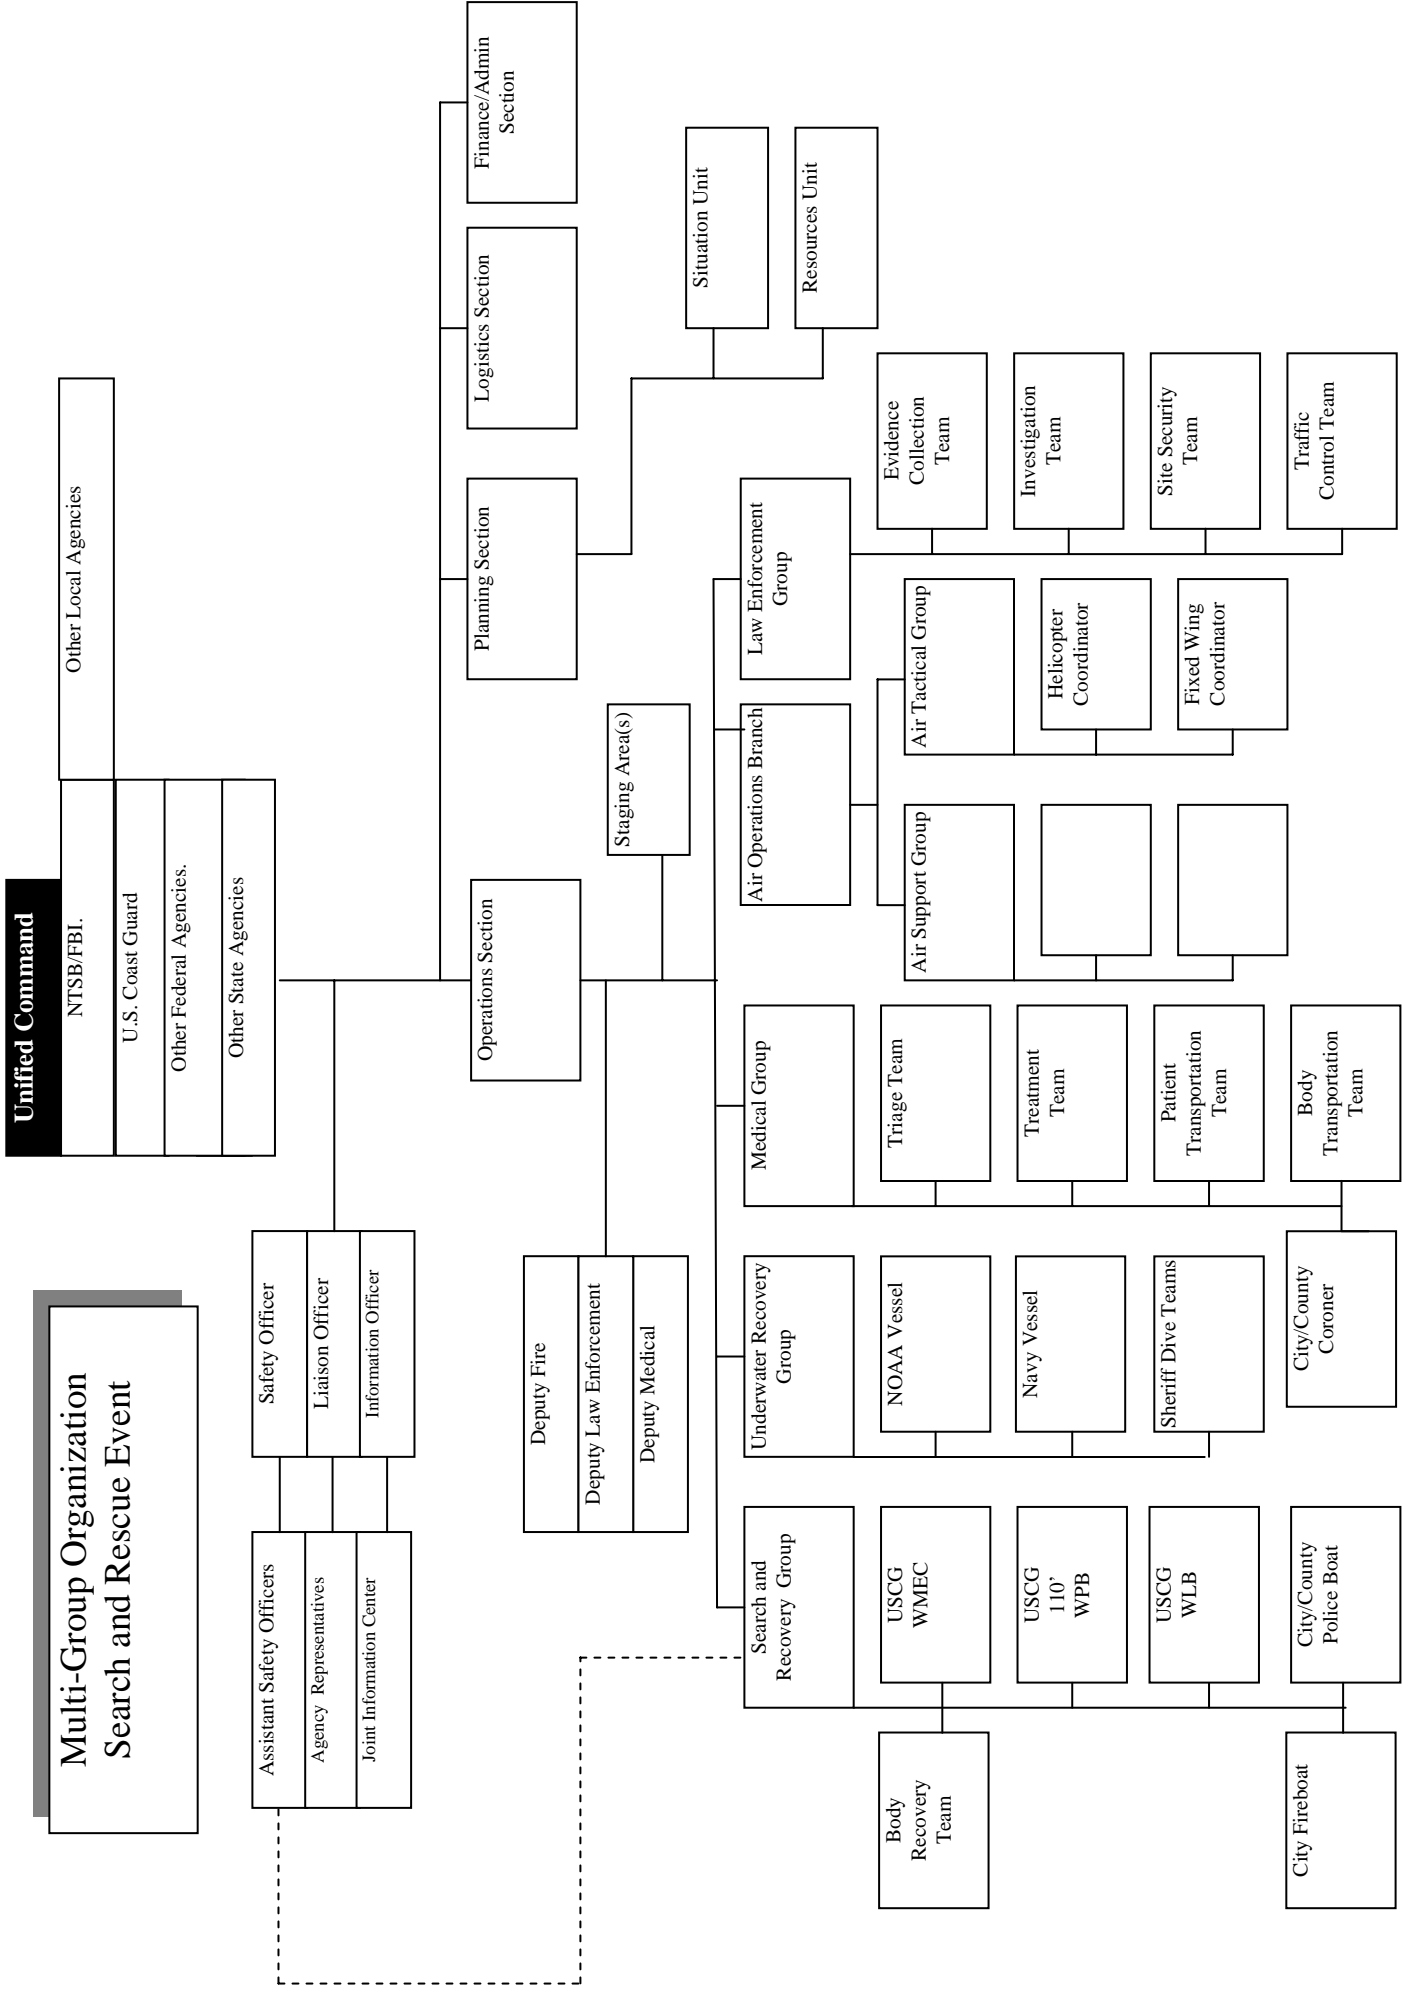 Multi-Group Organization
Search and Rescue Event
Unified Command
NTSB/FBI.
Other Local Agencies
U.S. Coast Guard
Other Federal Agencies.
Other State Agencies
Assistant Safety Officers
Safety Officer
Agency Representatives
Liaison Officer
Joint Information Center
Information Officer
Operations Section
Planning Section
Logistics Section
Finance/Admin
Section
Deputy Fire
Deputy Law Enforcement
Deputy Medical
Staging Area(s)
Situation Unit
Resources Unit
Search and
Recovery Group
Underwater Recovery
Group
Medical Group
Air Operations Branch
Law Enforcement
Group
Body
Recovery
Team
USCG
WMEC
USCG
110’
WPB
USCG
WLB
City Fireboat
City/County
Police Boat
NOAA Vessel
Navy Vessel
Sheriff Dive Teams
City/County
Coroner
Triage Team
Treatment
Team
Patient
Transportation
Team
Body
Transportation
Team
Air Support Group
Air Tactical Group
Helicopter
Coordinator
Fixed Wing
Coordinator
Evidence
Collection
Team
Investigation
Team
Site Security
Team
Traffic
Control Team